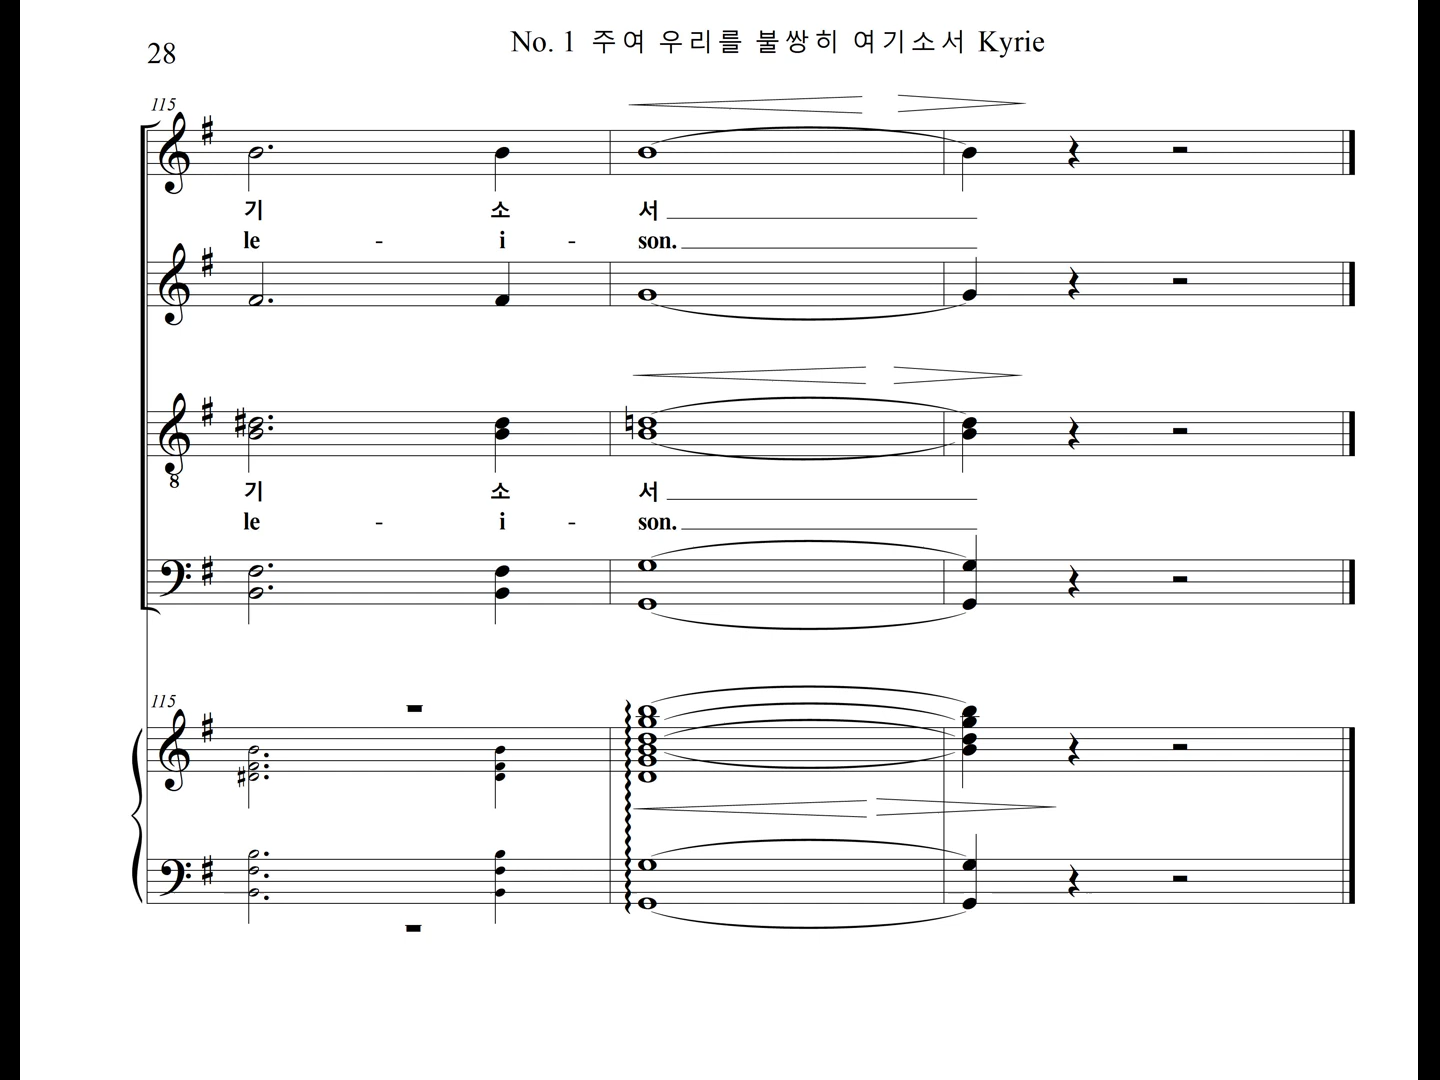 28
No. 1 주여 우리를 불쌍히 여기소서 Kyrie
115
기 소 서
le - i - son.
8
기 소 서
le - i - son.
115